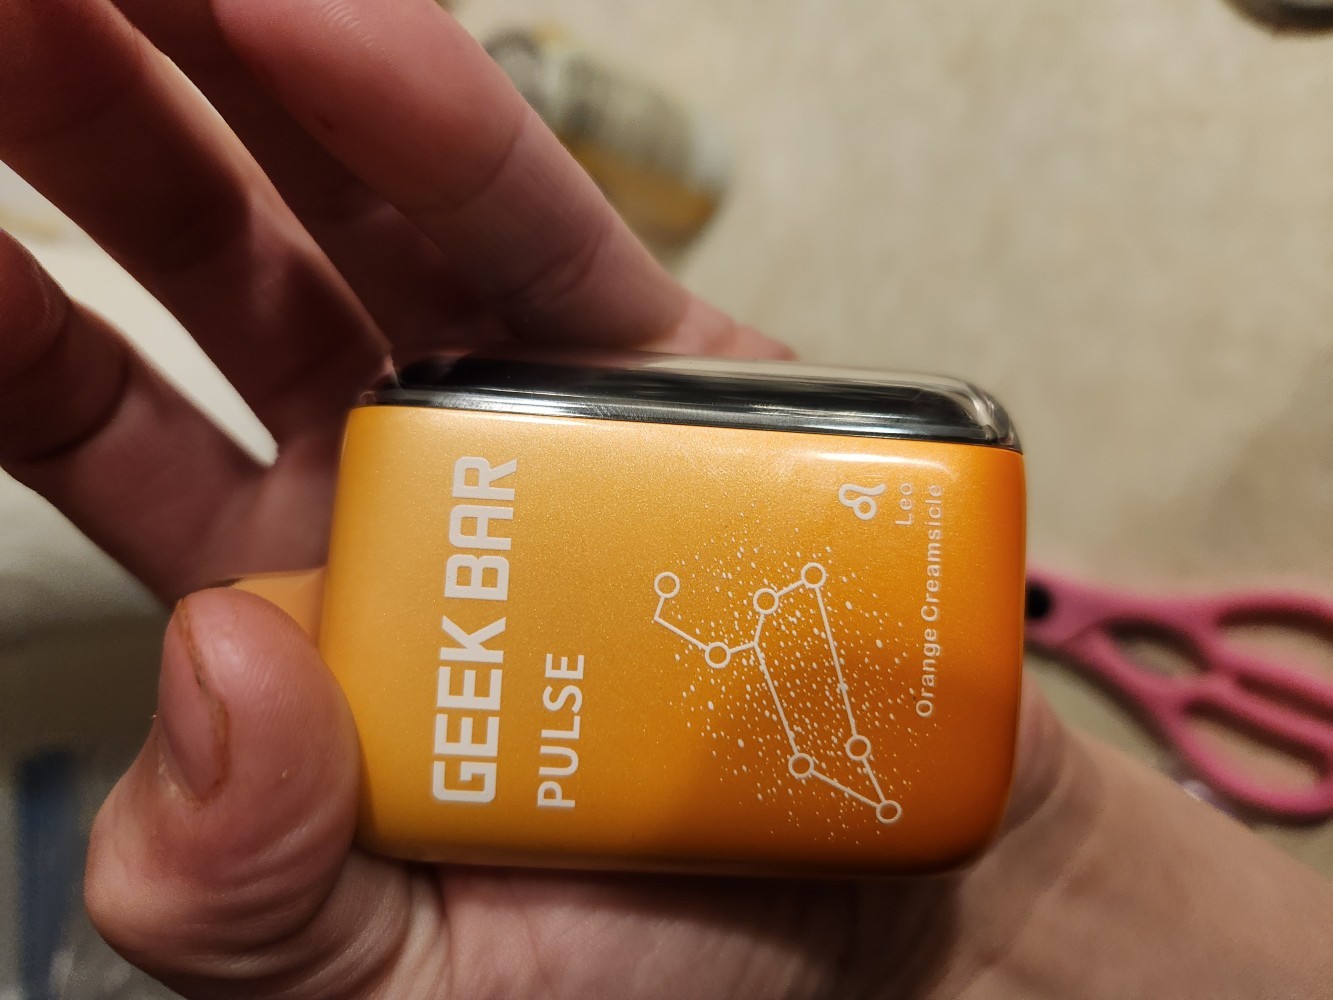 GEEK BAR
PULSE
Leo
Orange Creamsicle